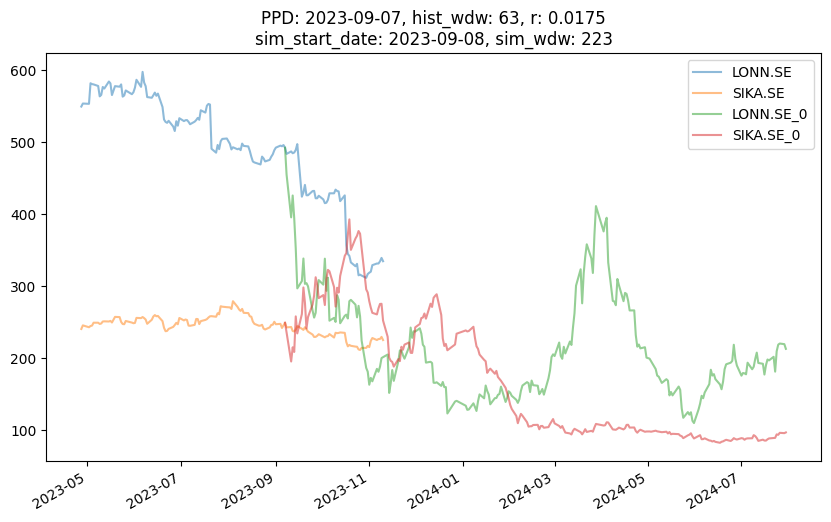 PPD: 2023-09-07, hist_wdw: 63, r: 0.0175
sim_start_date: 2023-09-08, sim_wdw: 223
600
500
400
300
200
100
LONN.SE
SIKA.SE
LONN.SE_0
SIKA.SE_0
2023-05
2023-07
2023-09
2023-11
2024-01
2024-03
2024-05
2024-07